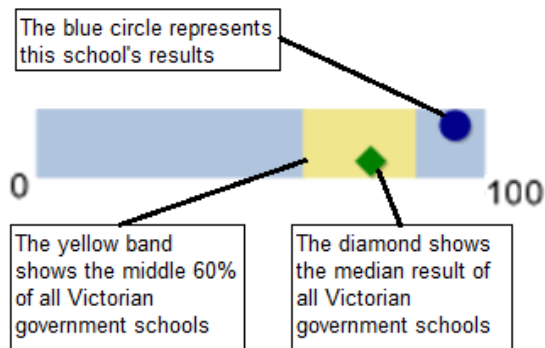 The blue circle represents
this school's results
0
100
The yellow band
shows the middle 60%
of all Victorian
government schools
The diamond shows
the median result of
all Victorian
government schools